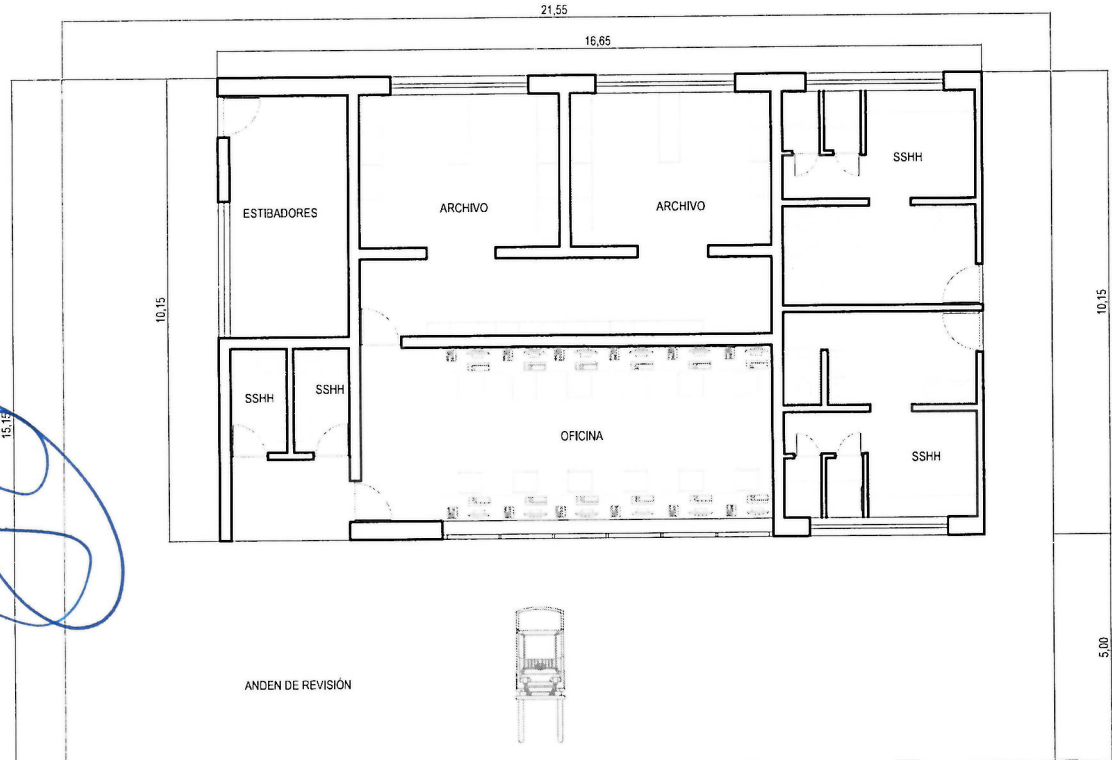 21,55
16,65
SSHH
ESTIBADORES
ARCHIVO
ARCHIVO
10,15
10,15
15,15
SSHH
SSHH
OFICINA
SSHH
ANDEN DE REVISIÓN
5,00